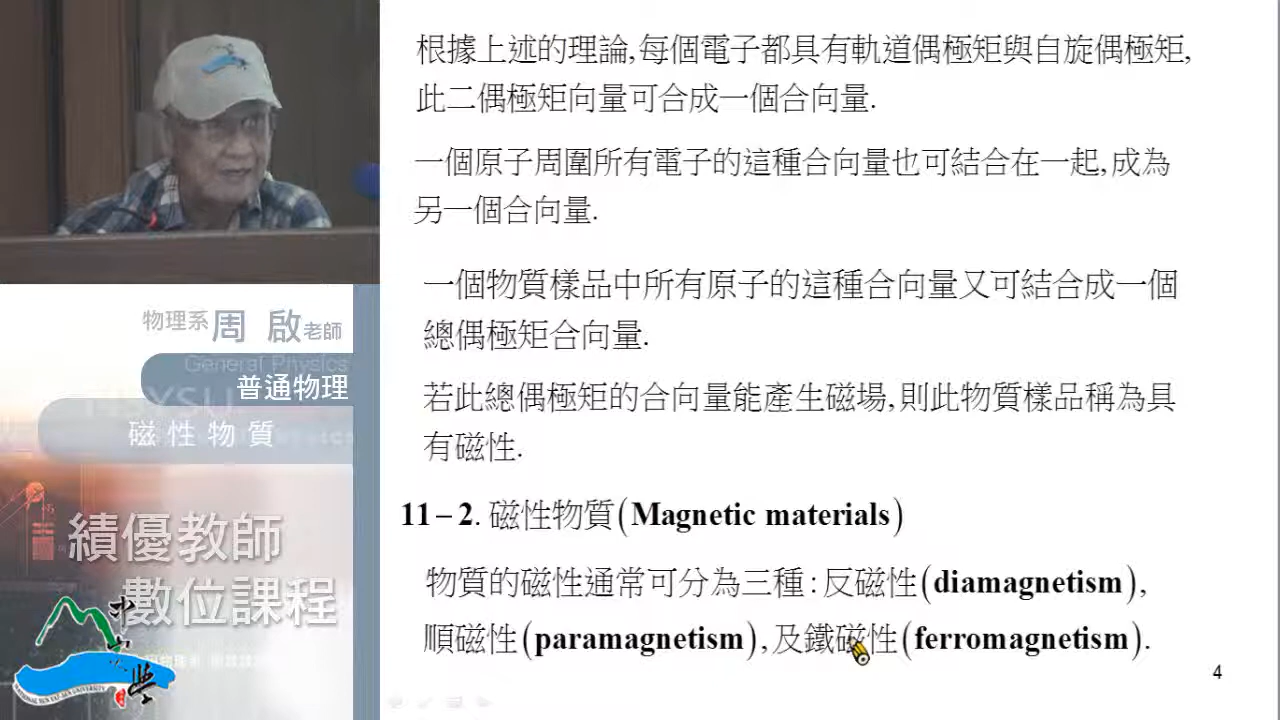 根據上述的理論,每個電子都具有軌道偶極矩與自旋偶極矩,
此二偶極矩向量可合成一個合向量.
一個原子周圍所有電子的這種合向量也可結合在一起,成為
另一個合向量.
一個物質樣品中所有原子的這種合向量又可結合成一個
總偶極矩合向量.
若此總偶極矩的合向量能產生磁場,則此物質樣品稱為具
有磁性.
11-2. 磁性物質(Magnetic materials)
物質的磁性通常可分為三種:反磁性(diamagnetism),
順磁性(paramagnetism),及鐵磁性(ferromagnetism).
4
物理系周 啟老師
General Physics
普通物理
磁性物質
績優教師
數位課程
中山大學
NATIONAL SUN YAT-SEN UNIVERSITY